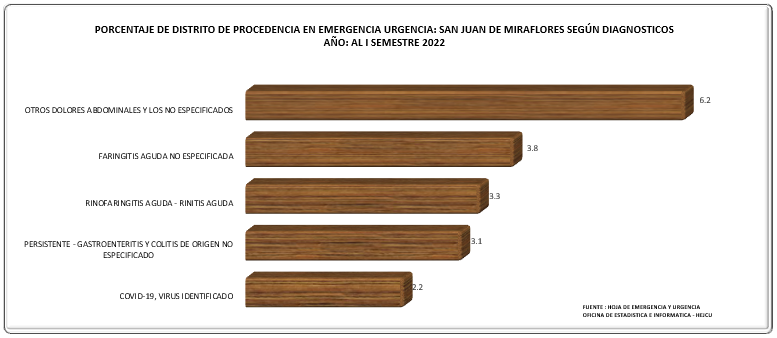 PORCENTAJE DE DISTRITO DE PROCEDENCIA EN EMERGENCIA URGENCIA: SAN JUAN DE MIRAFLORES SEGÚN DIAGNOSTICOS
AÑO: AL I SEMESTRE 2022
OTROS DOLORES ABDOMINALES Y LOS NO ESPECIFICADOS
6.2
FARINGITIS AGUDA NO ESPECIFICADA
3.8
RINOFARINGITIS AGUDA - RINITIS AGUDA
3.3
PERSISTENTE - GASTROENTERITIS Y COLITIS DE ORIGEN NO
ESPECIFICADO
3.1
COVID-19, VIRUS IDENTIFICADO
2.2
FUENTE : HOJA DE EMERGENCIA Y URGENCIA
OFICINA DE ESTADISTICA E INFORMATICA - HEJCU